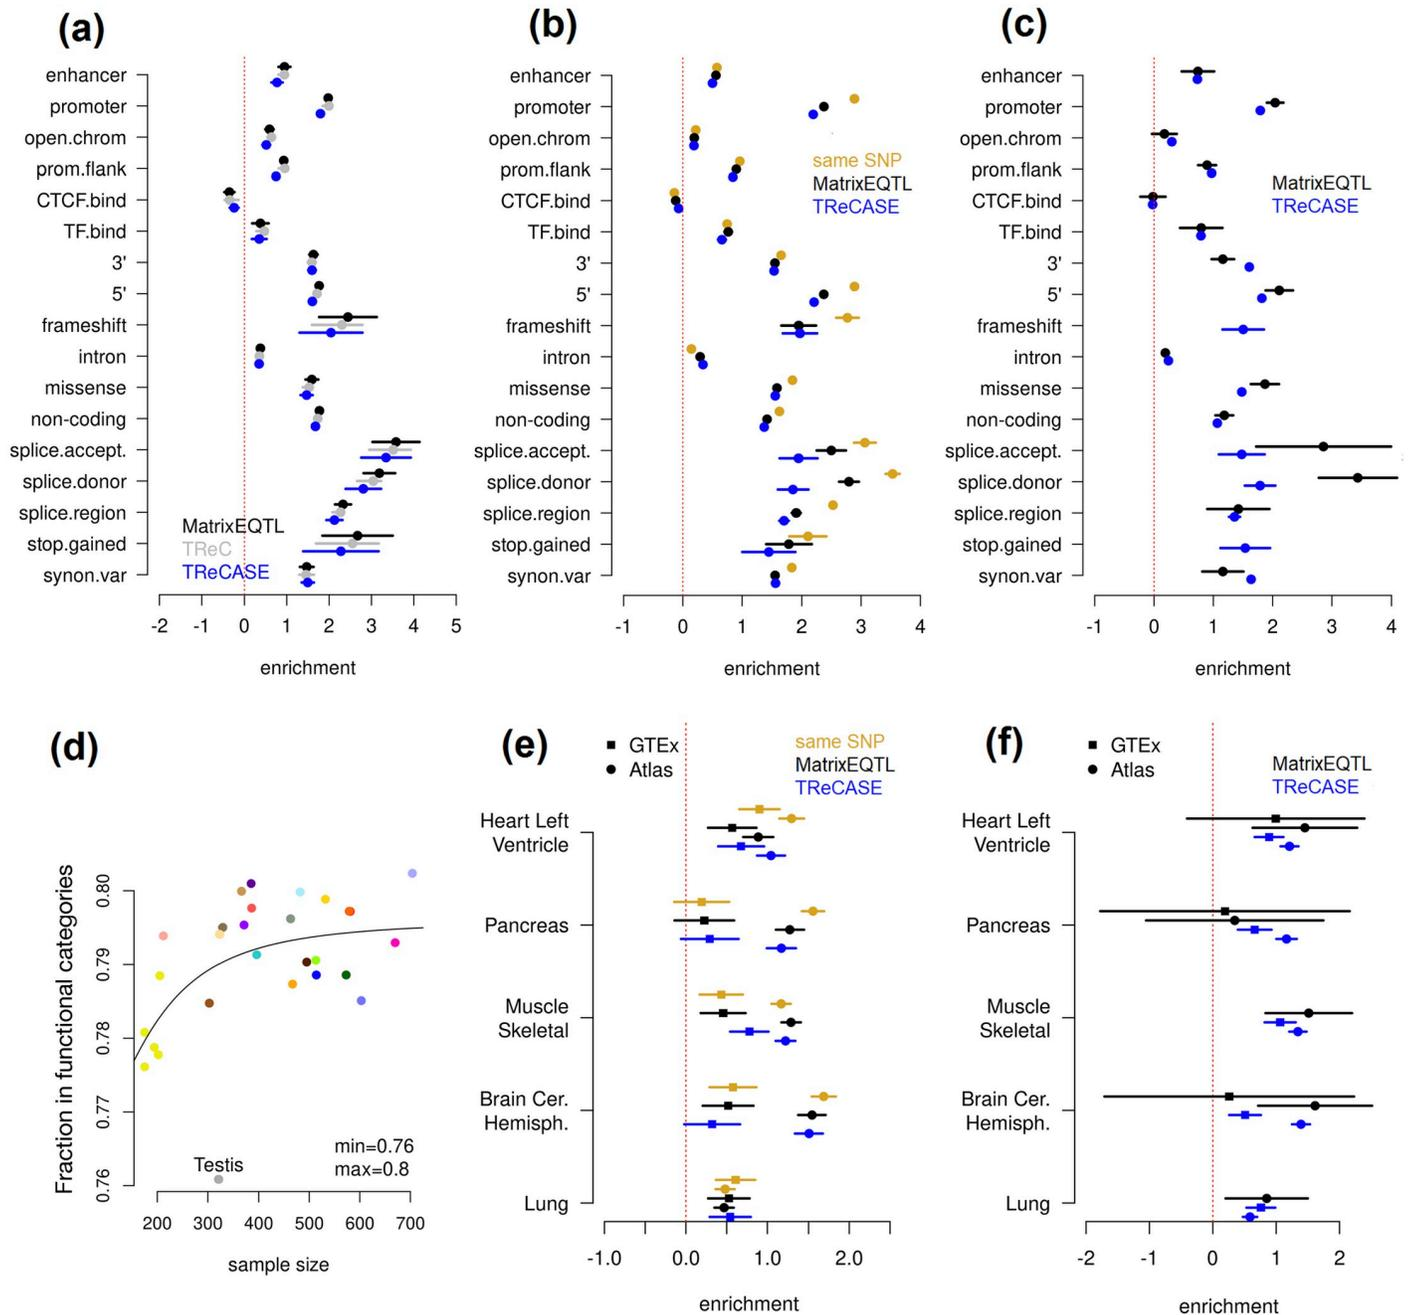 (a)
enhancer
promoter
open.chrom
prom.flank
CTCF.bind
TF.bind
3'
5'
frameshift
intron
missense
non-coding
splice.accept.
splice.donor
splice.region
stop.gained
synon.var
MatrixEQTL
TReC
TReCASE
-2 -1 0 1 2 3 4 5
enrichment
(b)
enhancer
promoter
open.chrom
prom.flank
CTCF.bind
TF.bind
3'
5'
frameshift
intron
missense
non-coding
splice.accept.
splice.donor
splice.region
stop.gained
synon.var
same SNP
MatrixEQTL
TReCASE
-1 0 1 2 3 4
enrichment
(c)
enhancer
promoter
open.chrom
prom.flank
CTCF.bind
TF.bind
3'
5'
frameshift
intron
missense
non-coding
splice.accept.
splice.donor
splice.region
stop.gained
synon.var
MatrixEQTL
TReCASE
-1 0 1 2 3 4
enrichment
(d)
Fraction in functional categories
0.80
0.79
0.78
0.77
0.76
Testis
min=0.76
max=0.8
200 300 400 500 600 700
sample size
(e)
GTEx
Atlas
same SNP
MatrixEQTL
TReCASE
Heart Left
Ventricle
Pancreas
Muscle
Skeletal
Brain Cer.
Hemisph.
Lung
-1.0 0.0 1.0 2.0
enrichment
(f)
GTEx
Atlas
MatrixEQTL
TReCASE
Heart Left
Ventricle
Pancreas
Muscle
Skeletal
Brain Cer.
Hemisph.
Lung
-2 -1 0 1 2
enrichment